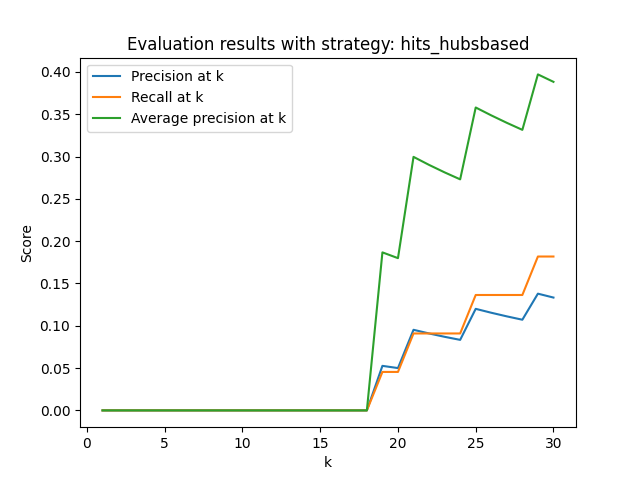 Evaluation results with strategy: hits_hubsbased
Precision at k
Recall at k
Average precision at k
0.40
0.35
0.30
0.25
0.20
0.15
0.10
0.05
0.00
Score
0 5 10 15 20 25 30
k